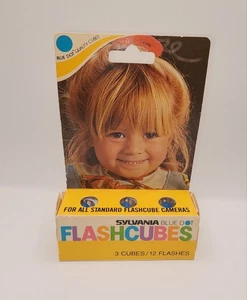 BLUE DOT QUALITY CUBES
FOR ALL STANDARD FLASHCUBE CAMERAS
SYLVANIA BLUE DOT
FLASHCUBES
3 CUBES/12 FLASHES